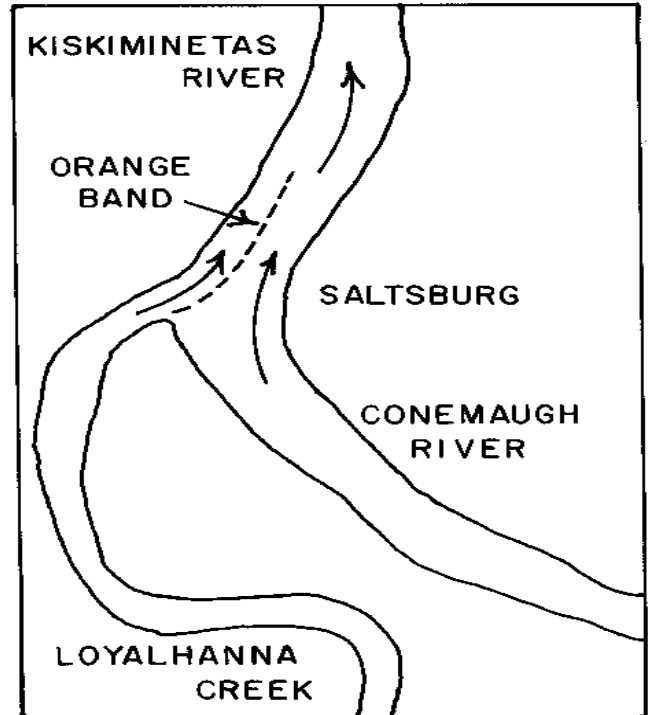 KISKIMINETAS
RIVER
ORANGE
BAND
SALTSBURG
CONEMAUGH
RIVER
LOYALHANNA
CREEK